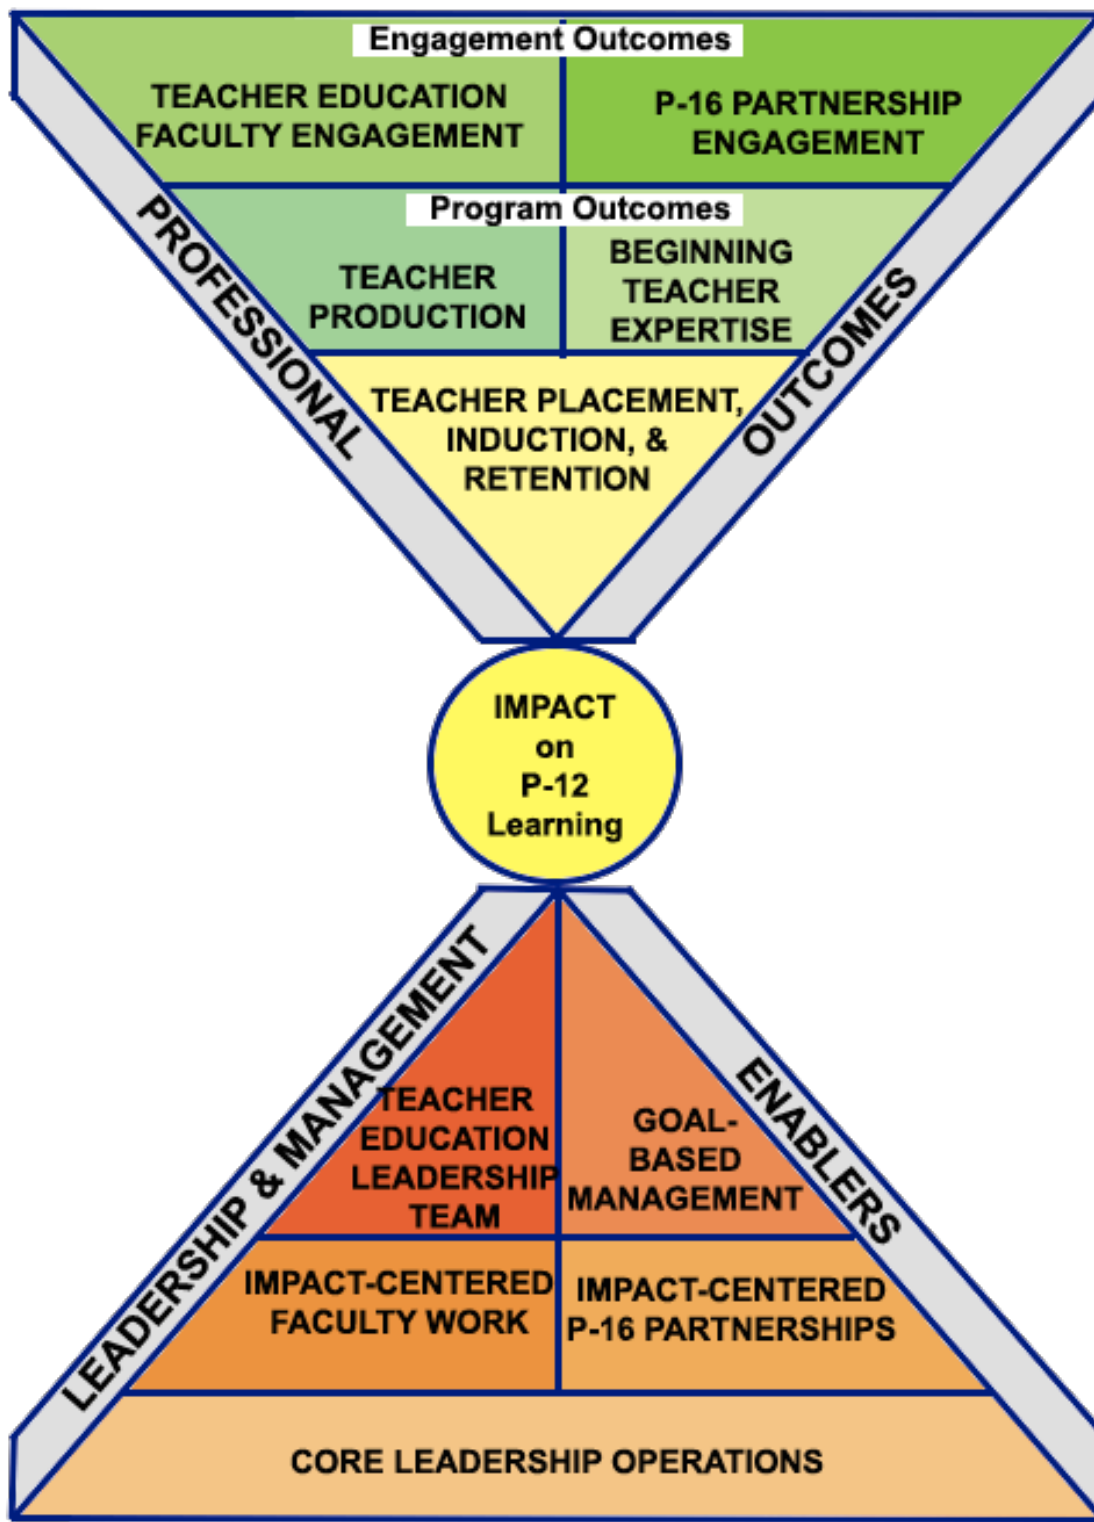 Engagement Outcomes
TEACHER EDUCATION
FACULTY ENGAGEMENT
P-16 PARTNERSHIP
ENGAGEMENT
Program Outcomes
TEACHER
PRODUCTION
BEGINNING
TEACHER
EXPERTISE
PROFESSIONAL
OUTCOMES
TEACHER PLACEMENT,
INDUCTION, &
RETENTION
IMPACT
on
P-12
Learning
LEADERSHIP & MANAGEMENT
ENABLERS
TEACHER
EDUCATION
LEADERSHIP
TEAM
GOAL-
BASED
MANAGEMENT
IMPACT-CENTERED
FACULTY WORK
IMPACT-CENTERED
P-16 PARTNERSHIPS
CORE LEADERSHIP OPERATIONS